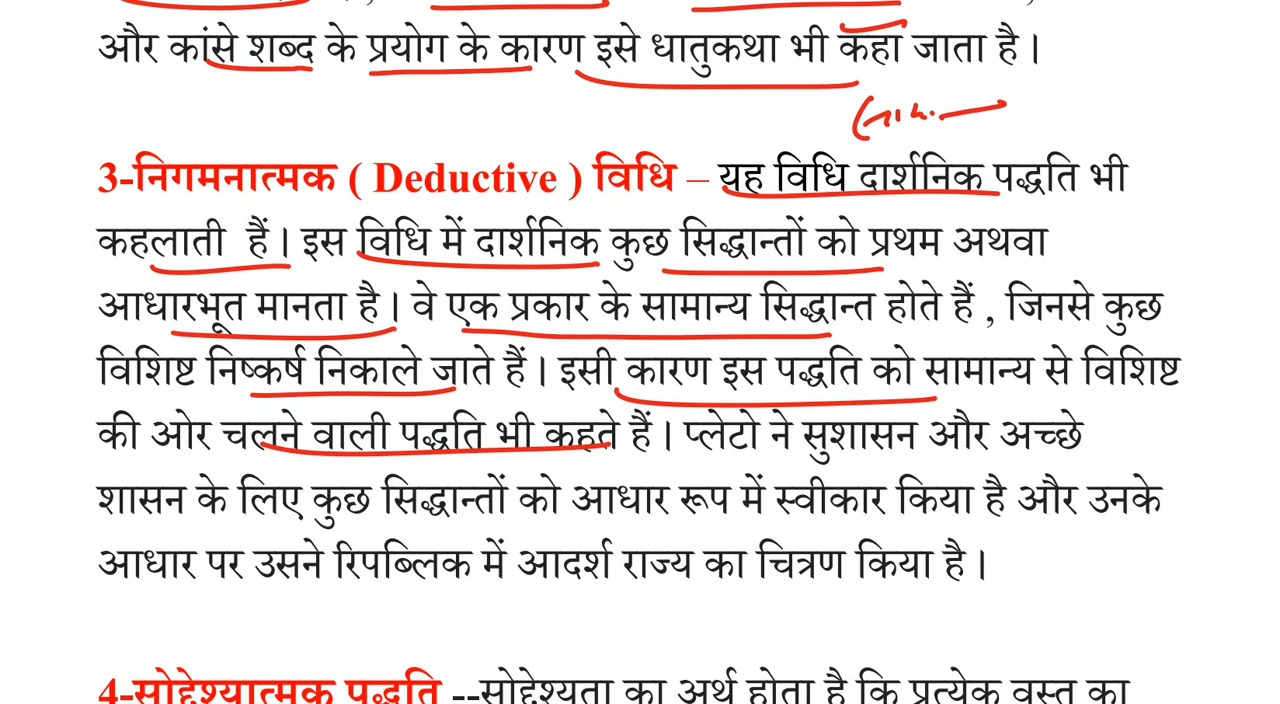 और कांसे शब्द के प्रयोग के कारण इसे धातुकथा भी कहा जाता है।
3-निगमनात्मक ( Deductive ) विधि – यह विधि दार्शनिक पद्धति भी
कहलाती हैं। इस विधि में दार्शनिक कुछ सिद्धान्तों को प्रथम अथवा
आधारभूत मानता है। वे एक प्रकार के सामान्य सिद्धान्त होते हैं , जिनसे कुछ
विशिष्ट निष्कर्ष निकाले जाते हैं। इसी कारण इस पद्धति को सामान्य से विशिष्ट
की ओर चलने वाली पद्धति भी कहते हैं। प्लेटो ने सुशासन और अच्छे
शासन के लिए कुछ सिद्धान्तों को आधार रूप में स्वीकार किया है और उनके
आधार पर उसने रिपब्लिक में आदर्श राज्य का चित्रण किया है।
4-सोद्देश्यात्मक पद्धति --सोद्देश्यता का अर्थ होता है कि प्रत्येक वस्तु का